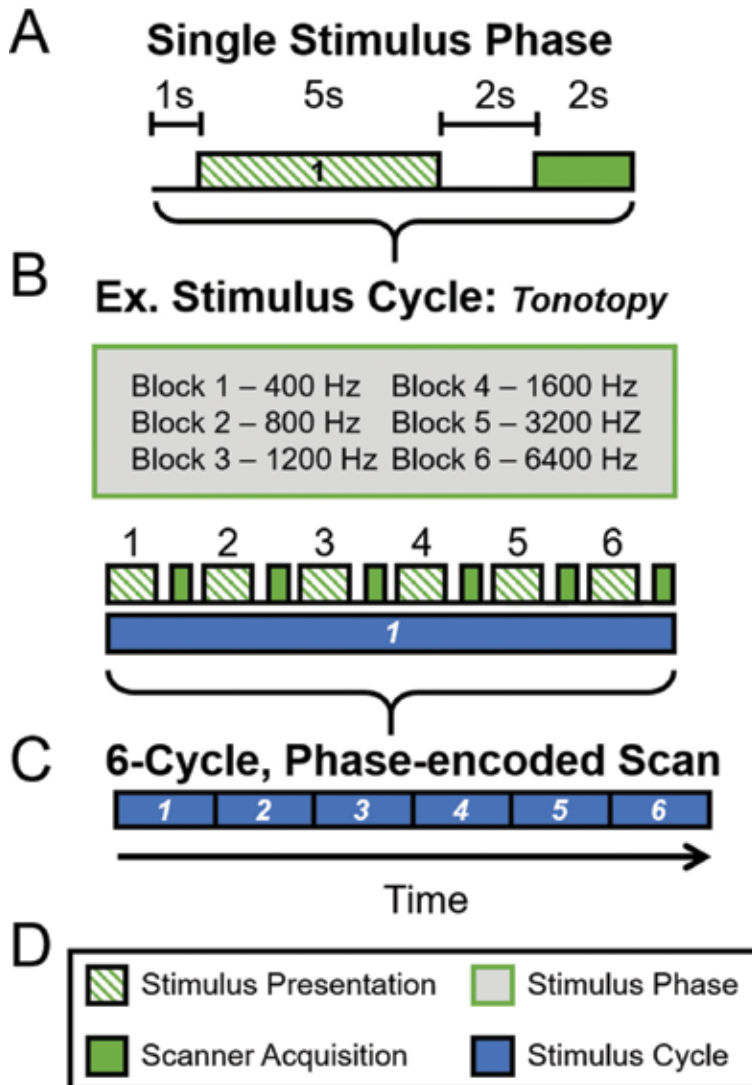 A
Single Stimulus Phase
1s 5s 2s 2s
1
B
Ex. Stimulus Cycle: Tonotopy
Block 1 – 400 Hz Block 4 – 1600 Hz
Block 2 – 800 Hz Block 5 – 3200 HZ
Block 3 – 1200 Hz Block 6 – 6400 Hz
1 2 3 4 5 6
1
C
6-Cycle, Phase-encoded Scan
1 2 3 4 5 6
Time
D
Stimulus Presentation Stimulus Phase
Scanner Acquisition Stimulus Cycle